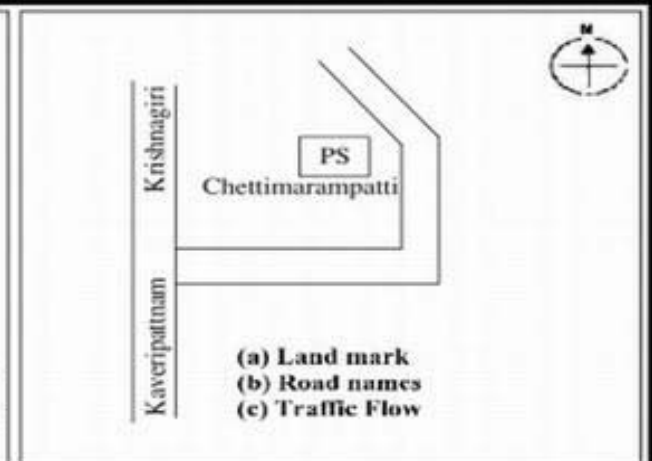 N
Krishnagiri
PS
Chettimarampatti
Kaveripattnam
(a) Land mark
(b) Road names
(c) Traffic Flow